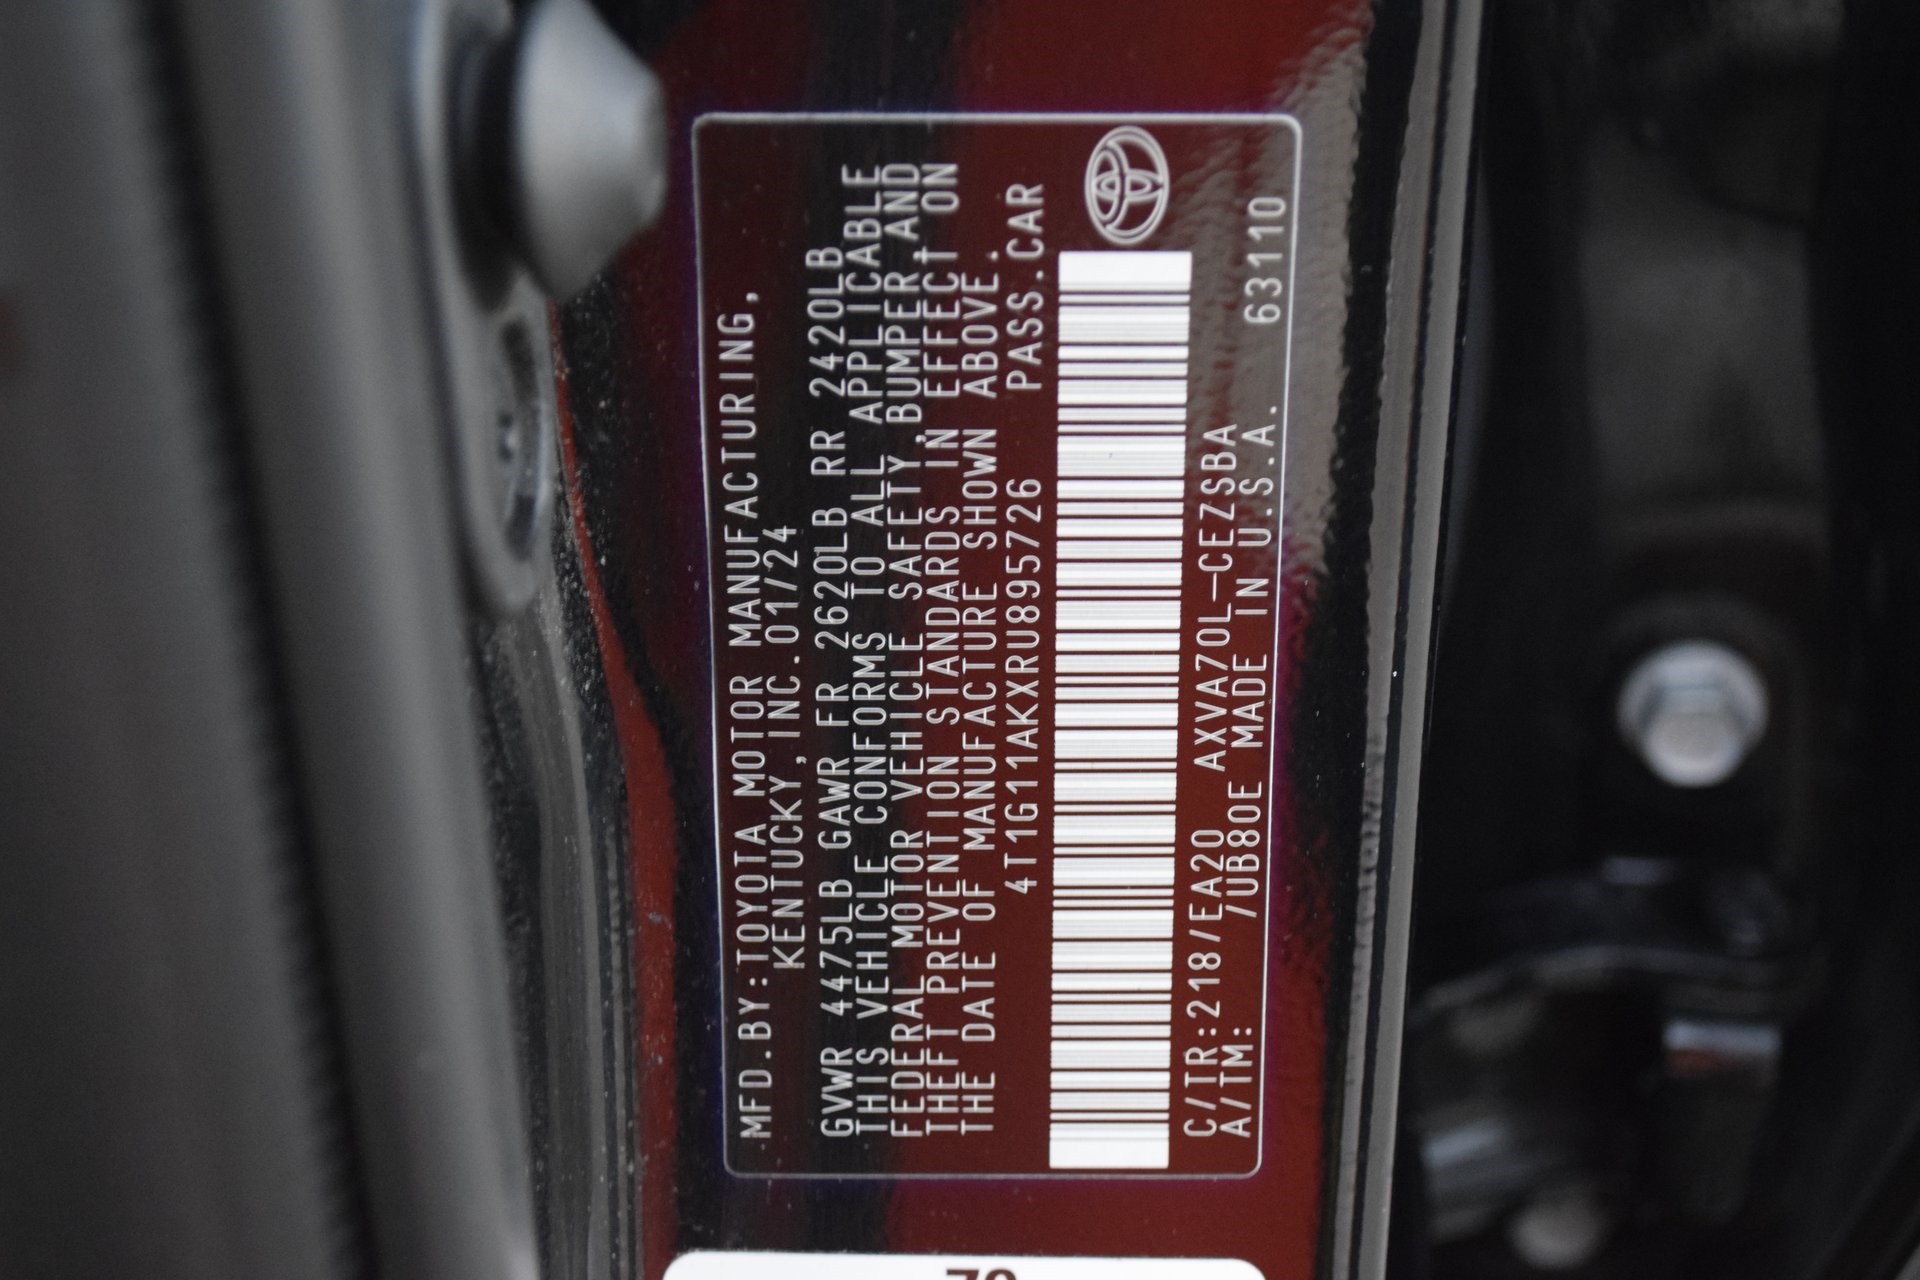 MFD.BY:TOYOTA MOTOR MANUFACTURING,
KENTUCKY,INC.01/24
GVWR 4475LB GAWR FR 2620LB RR 2420LB
THIS VEHICLE CONFORMS TO ALL APPLICABLE
FEDERAL MOTOR VEHICLE SAFETY,BUMPER,AND
THEFT PREVENTION STANDARDS IN EFFECT ON
THE DATE OF MANUFACTURE SHOWN ABOVE.
4T1G11AKXRU895726 PASS.CAR
C/TR:218/EA20 AXVA70L-CEZSBA
A/TM: /UB80E MADE IN U.S.A. 63110